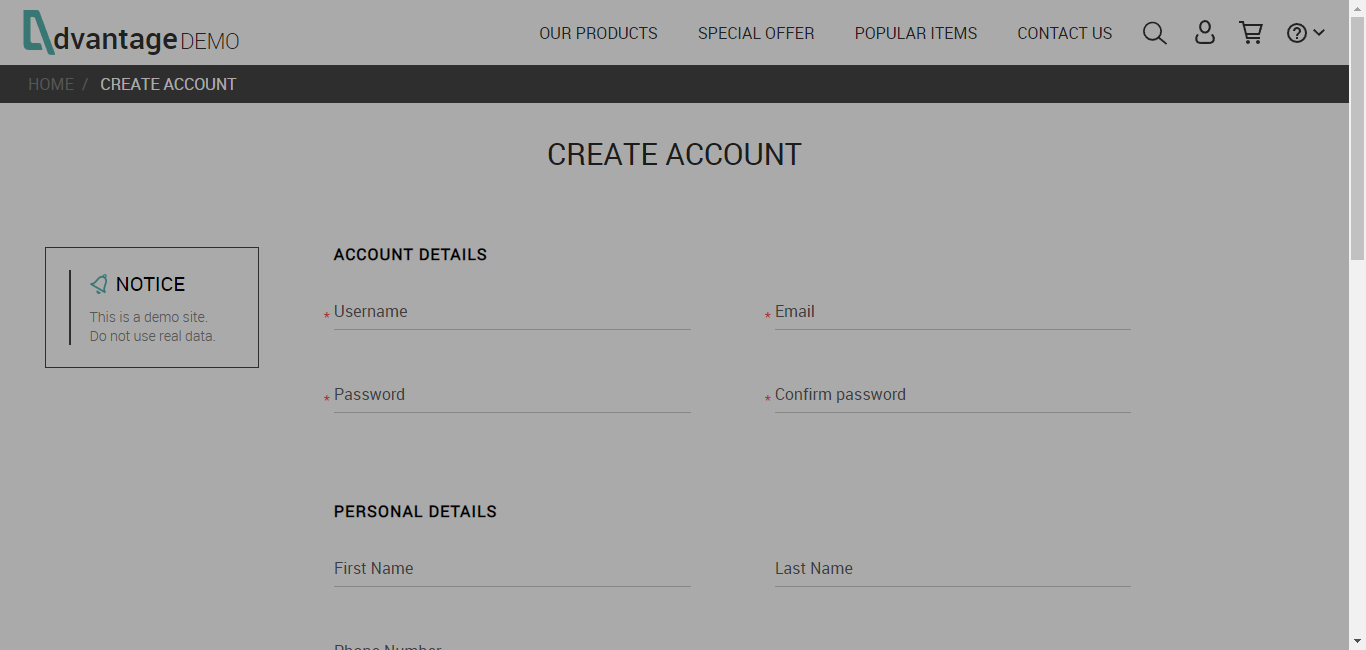 dvantage DEMO
OUR PRODUCTS
SPECIAL OFFER
POPULAR ITEMS
CONTACT US
HOME / CREATE ACCOUNT
CREATE ACCOUNT
NOTICE
This is a demo site.
Do not use real data.
ACCOUNT DETAILS
* Username
* Email
* Password
* Confirm password
PERSONAL DETAILS
First Name
Last Name
Phone Number